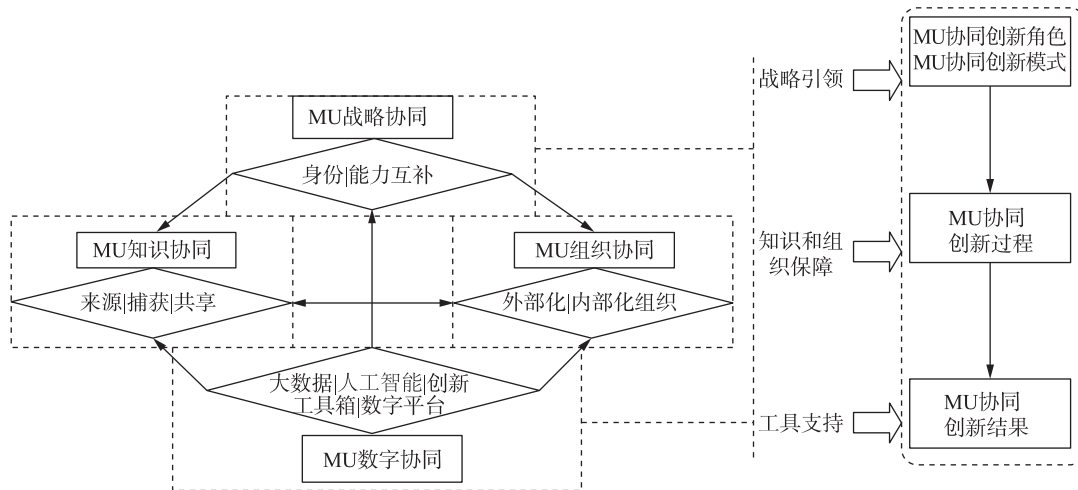 MU协同创新角色
MU协同创新模式
战略引领
MU战略协同
身份|能力互补
MU知识协同
MU组织协同
MU协同
创新过程
知识和组
织保障
来源|捕获|共享
外部化|内部化组织
大数据|人工智能|创新
工具箱|数字平台
工具支持
MU协同
创新结果
MU数字协同